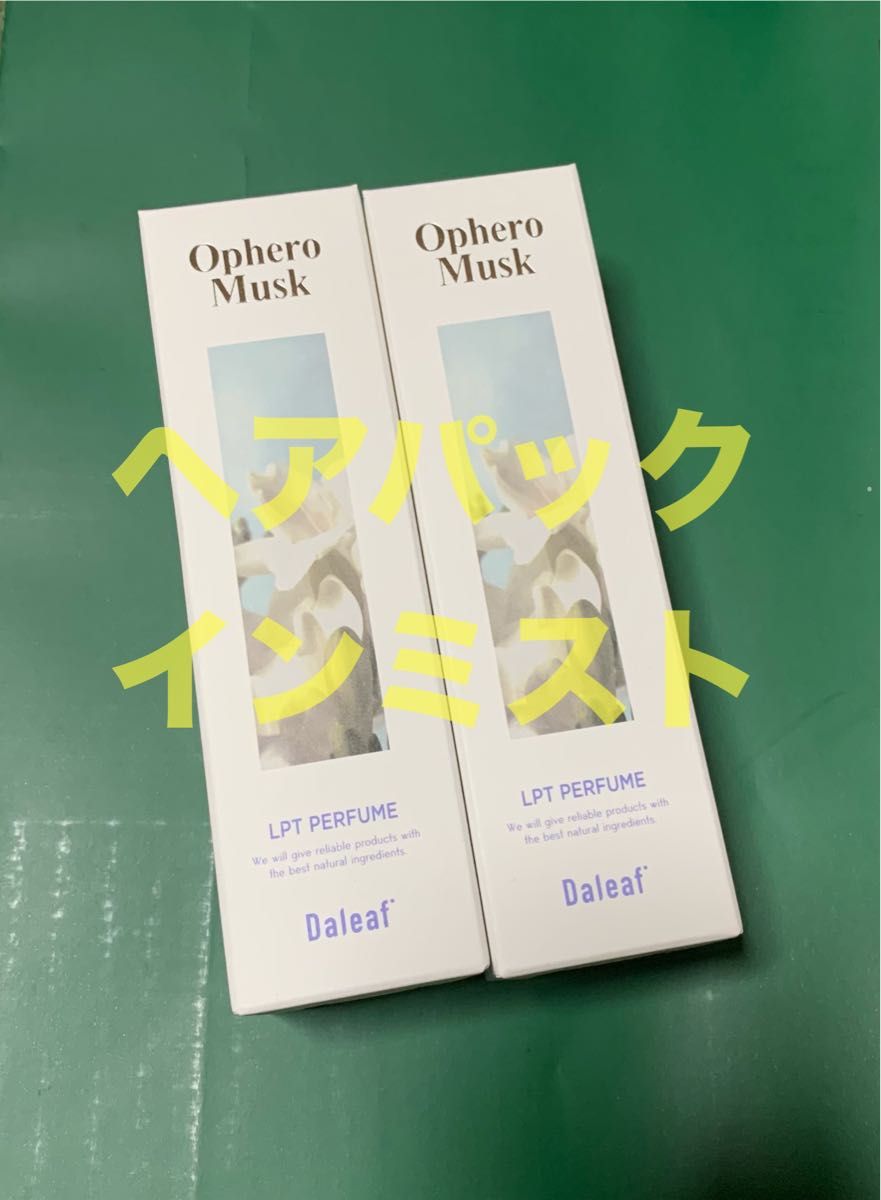 Ophero
Musk
LPT PERFUME
We will give reliable products with
the best natural ingredients.
Daleaf
Ophero
Musk
LPT PERFUME
We will give reliable products with
the best natural ingredients.
Daleaf
ヘアパック
インミスト